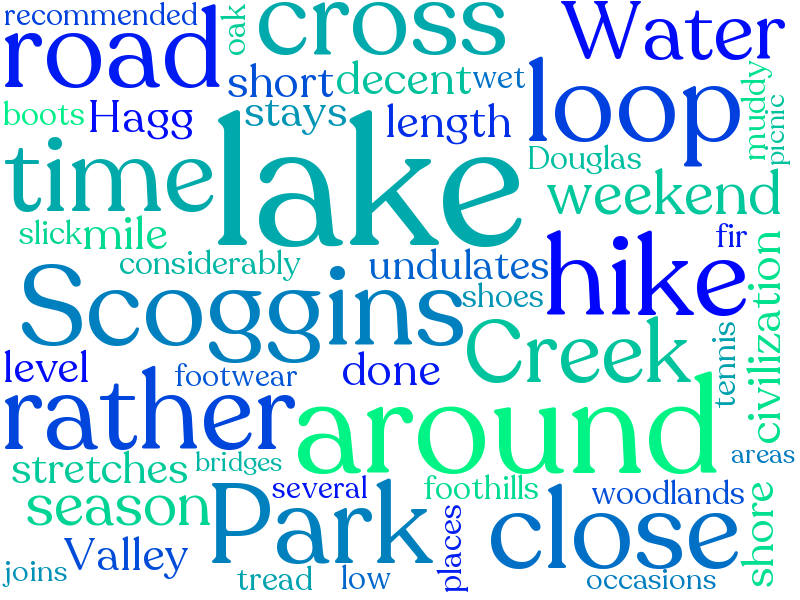 recommended
oak
cross
Water
road
short
decent
wet
loop
muddy
picnic
boots
Hagg
stays
length
time
lake
Douglas
weekend
slick
mile
fir
considerably
undulates
hike
Scoggins
shoes
civilization
Creek
tennis
level
footwear
done
rather
around
stretches
bridges
areas
season
Park
several
foothills
close
woodlands
shore
Valley
places
joins
tread
low
occasions